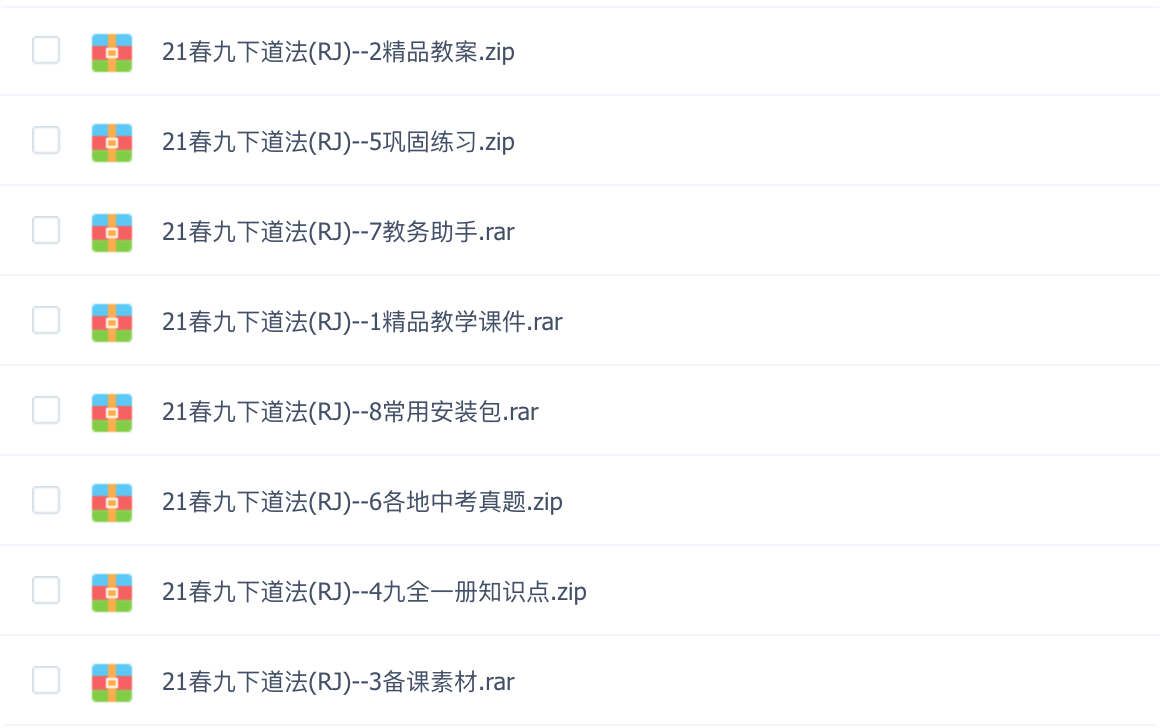 21春九下道法(RJ)--2精品教案.zip
21春九下道法(RJ)--5巩固练习.zip
21春九下道法(RJ)--7教务助手.rar
21春九下道法(RJ)--1精品教学课件.rar
21春九下道法(RJ)--8常用安装包.rar
21春九下道法(RJ)--6各地中考真题.zip
21春九下道法(RJ)--4九全一册知识点.zip
21春九下道法(RJ)--3备课素材.rar